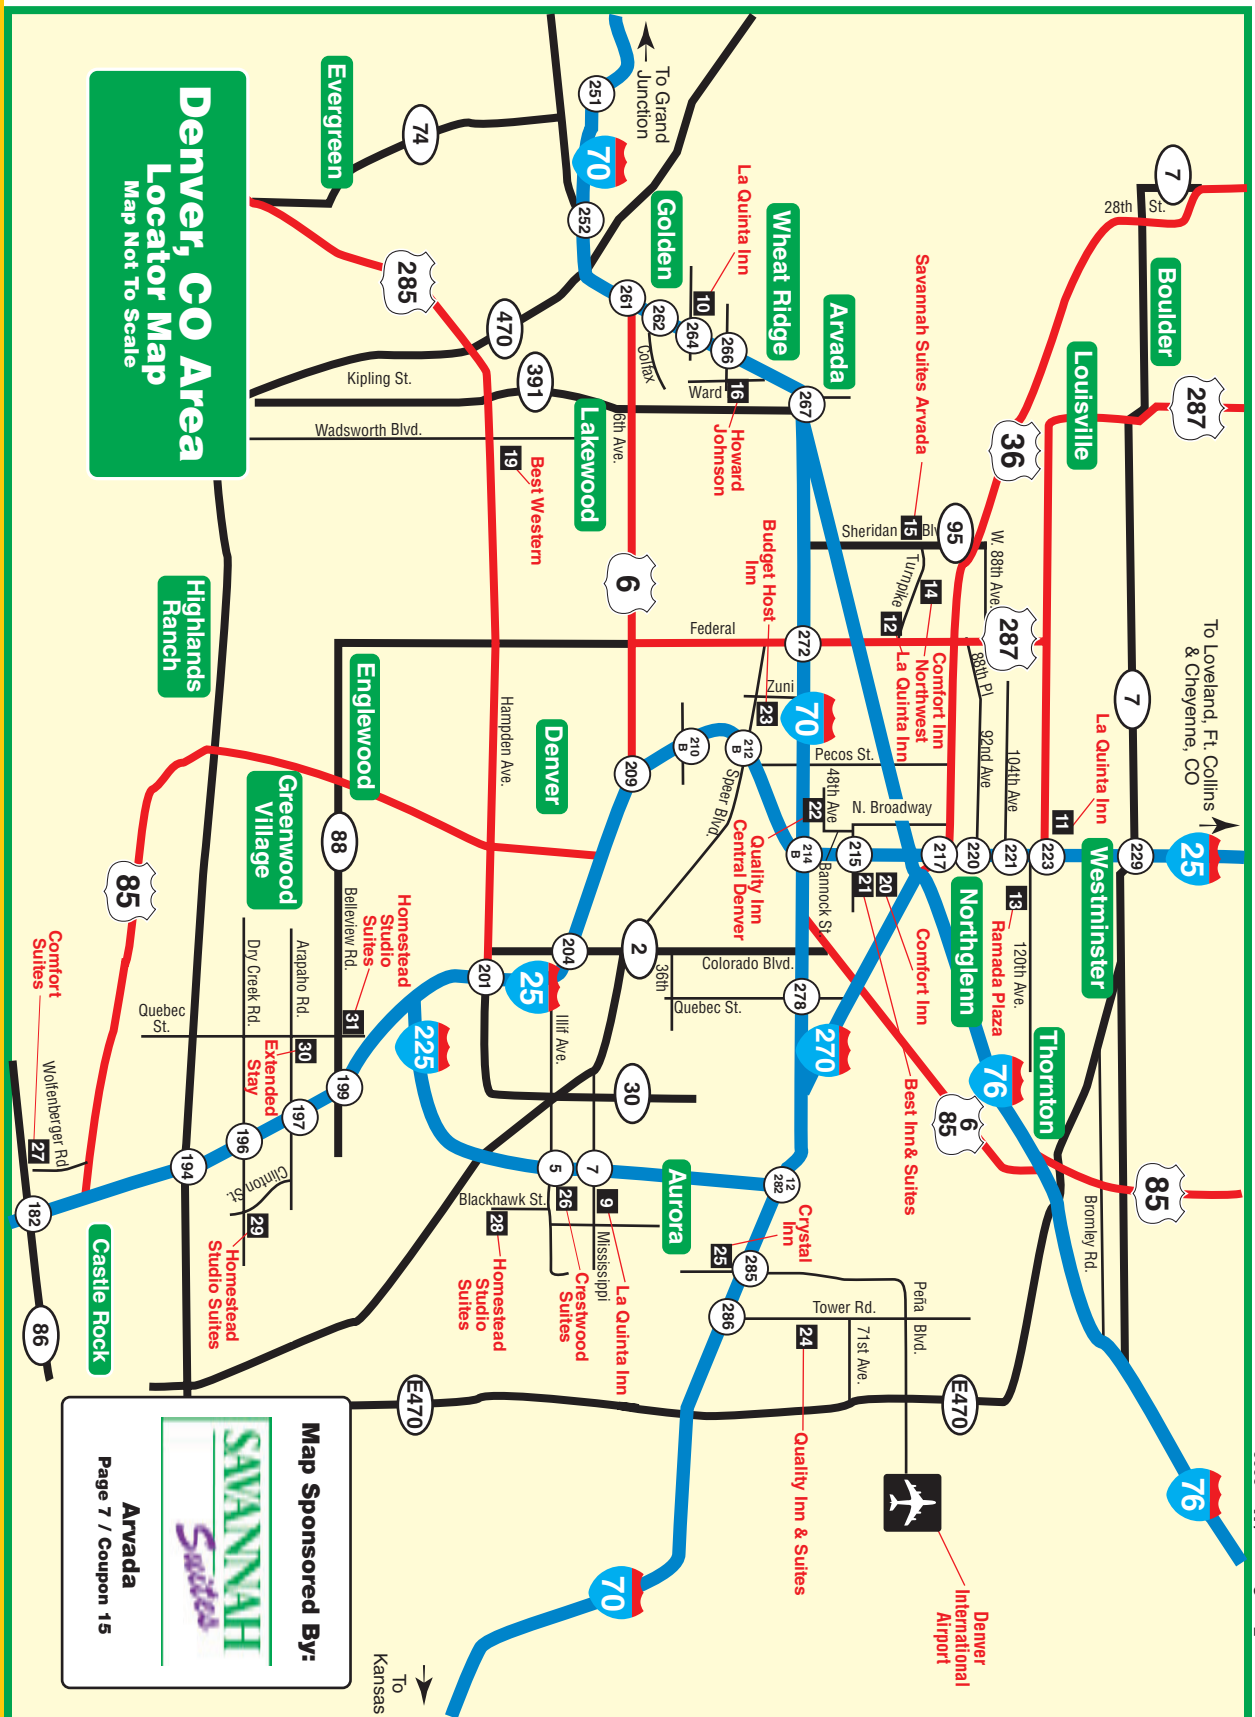 Denver, CO Area
Locator Map
Map Not To Scale
To Grand
Junction
To Loveland, Ft. Collins
& Cheyenne, CO
To
Kansas
Evergreen
Golden
Wheat Ridge
Arvada
Boulder
Louisville
Lakewood
Highlands
Ranch
Englewood
Greenwood
Village
Denver
Westminster
Northglenn
Thornton
Aurora
Castle Rock
251
70
252
261
262
264
266
267
272
70
74
285
470
391
6
7
36
287
287
95
7
25
229
223
221
220
217
215
214
B
212
B
210
B
209
204
25
201
225
199
197
196
194
182
88
85
2
30
278
270
76
6
85
85
76
12
282
285
286
5
7
E470
E470
70
86
28th St.
Colfax
Ward
Kipling St.
Wadsworth Blvd.
6th Ave.
Sheridan Blv
Turnpike
W. 88th Ave.
Federal
88th Pl
92nd Ave
104th Ave
Zuni
Pecos St.
48th Ave
N. Broadway
Speer Blvd.
Bannock St.
Hampden Ave.
120th Ave.
Colorado Blvd.
36th
Quebec St.
Belleview Rd.
Arapaho Rd.
Dry Creek Rd.
Quebec
St.
Illif Ave.
Clinton St.
Wolfenberger Rd
Blackhawk St.
Mississippi
Tower Rd.
71st Ave.
Peña Blvd.
Bromley Rd.
La Quinta Inn
10
Howard
Johnson
16
Savannah Suites Arvada
15
Best Western
19
Budget Host
Inn
23
14
Comfort Inn
Northwest
12
La Quinta Inn
La Quinta Inn
11
Ramada Plaza
13
Quality Inn
Central Denver
22
Comfort Inn
20
Best Inn& Suites
21
Homestead
Studio
Suites
31
Extended
Stay
30
Comfort
Suites
27
Homestead
Studio Suites
29
Homestead
Studio
Suites
28
Crestwood
Suites
26
La Quinta Inn
9
Crystal
Inn
25
Quality Inn & Suites
24
Denver
International
Airport
Map Sponsored By:
SAVANNAH
Suites
Arvada
Page 7 / Coupon 15